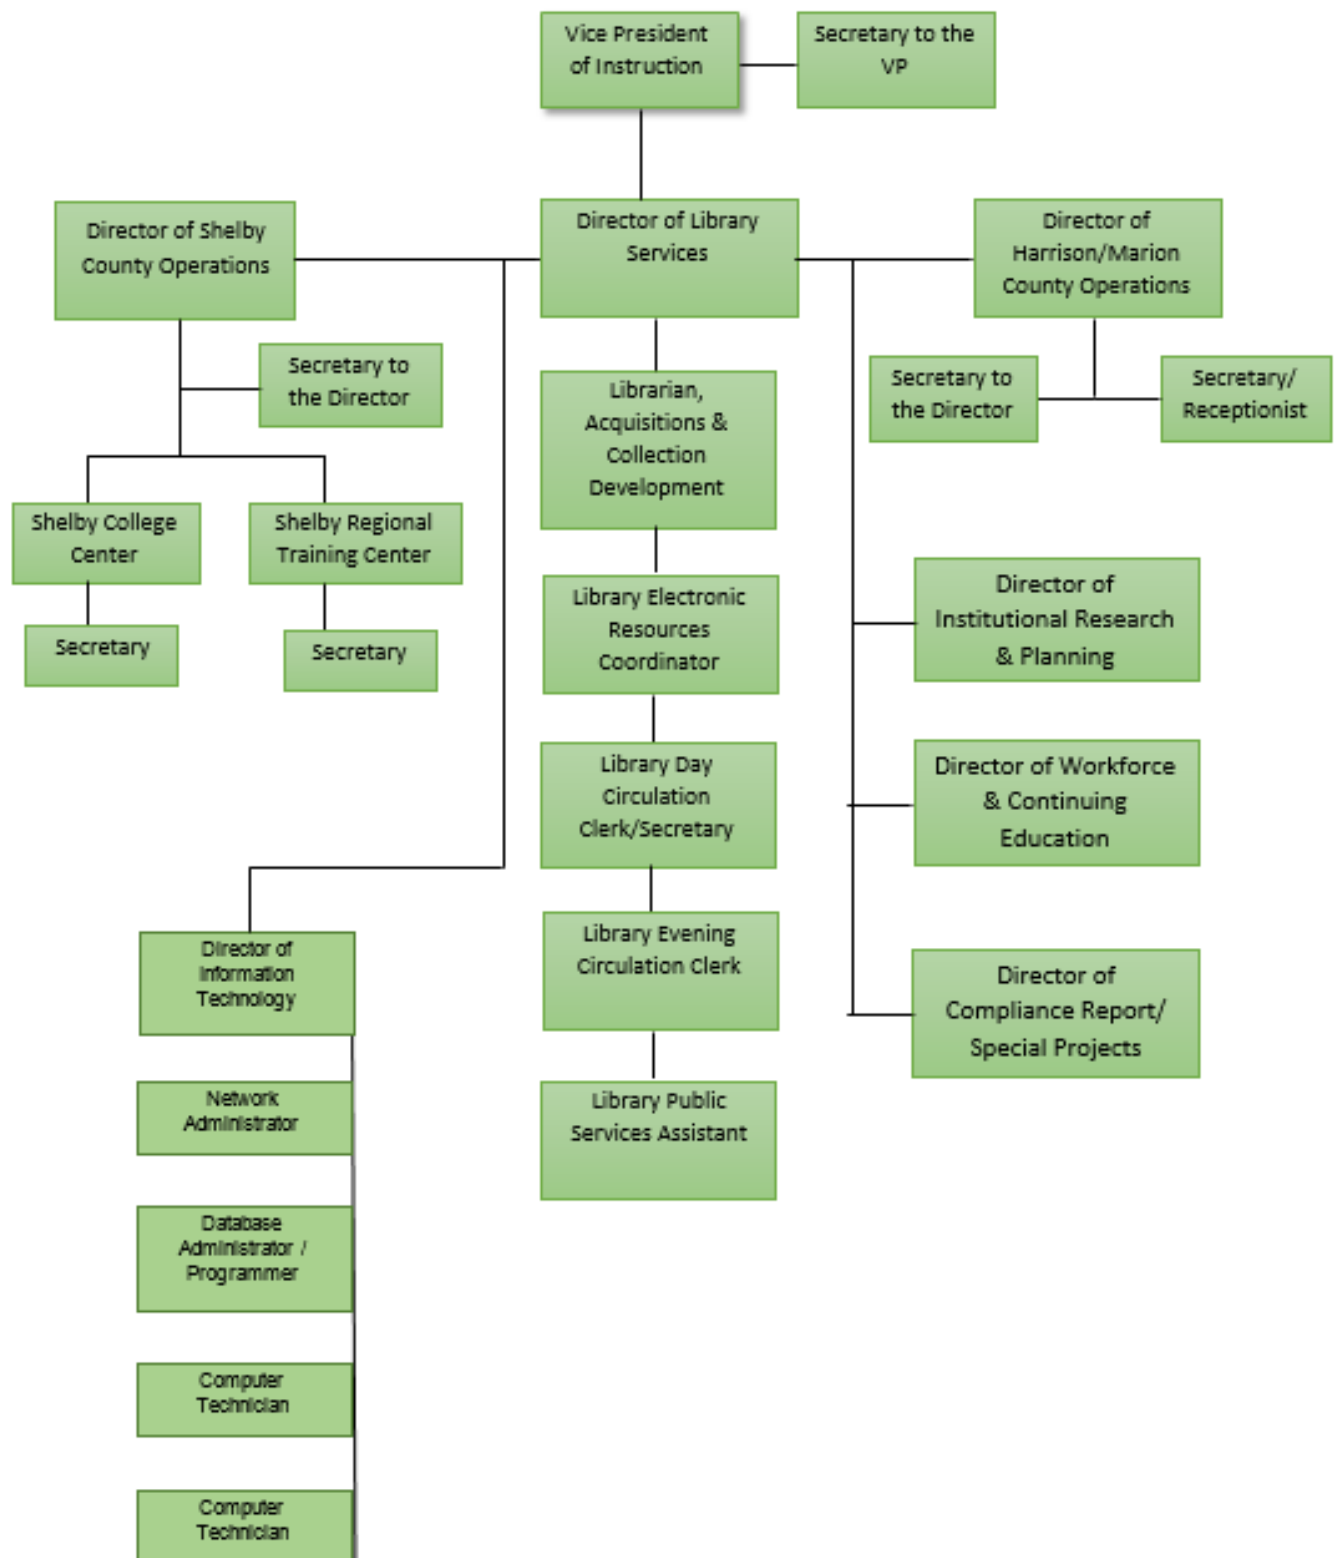 Vice President
of Instruction
Secretary to the
VP
Director of Shelby
County Operations
Director of Library
Services
Director of
Harrison/Marion
County Operations
Secretary to
the Director
Secretary to
the Director
Secretary/
Receptionist
Librarian,
Acquisitions &
Collection
Development
Shelby College
Center
Shelby Regional
Training Center
Secretary
Secretary
Library Electronic
Resources
Coordinator
Director of
Institutional Research
& Planning
Library Day
Circulation
Clerk/Secretary
Director of Workforce
& Continuing
Education
Library Evening
Circulation Clerk
Director of
Information
Technology
Director of
Compliance Report/
Special Projects
Network
Administrator
Library Public
Services Assistant
Database
Administrator /
Programmer
Computer
Technician
Computer
Technician